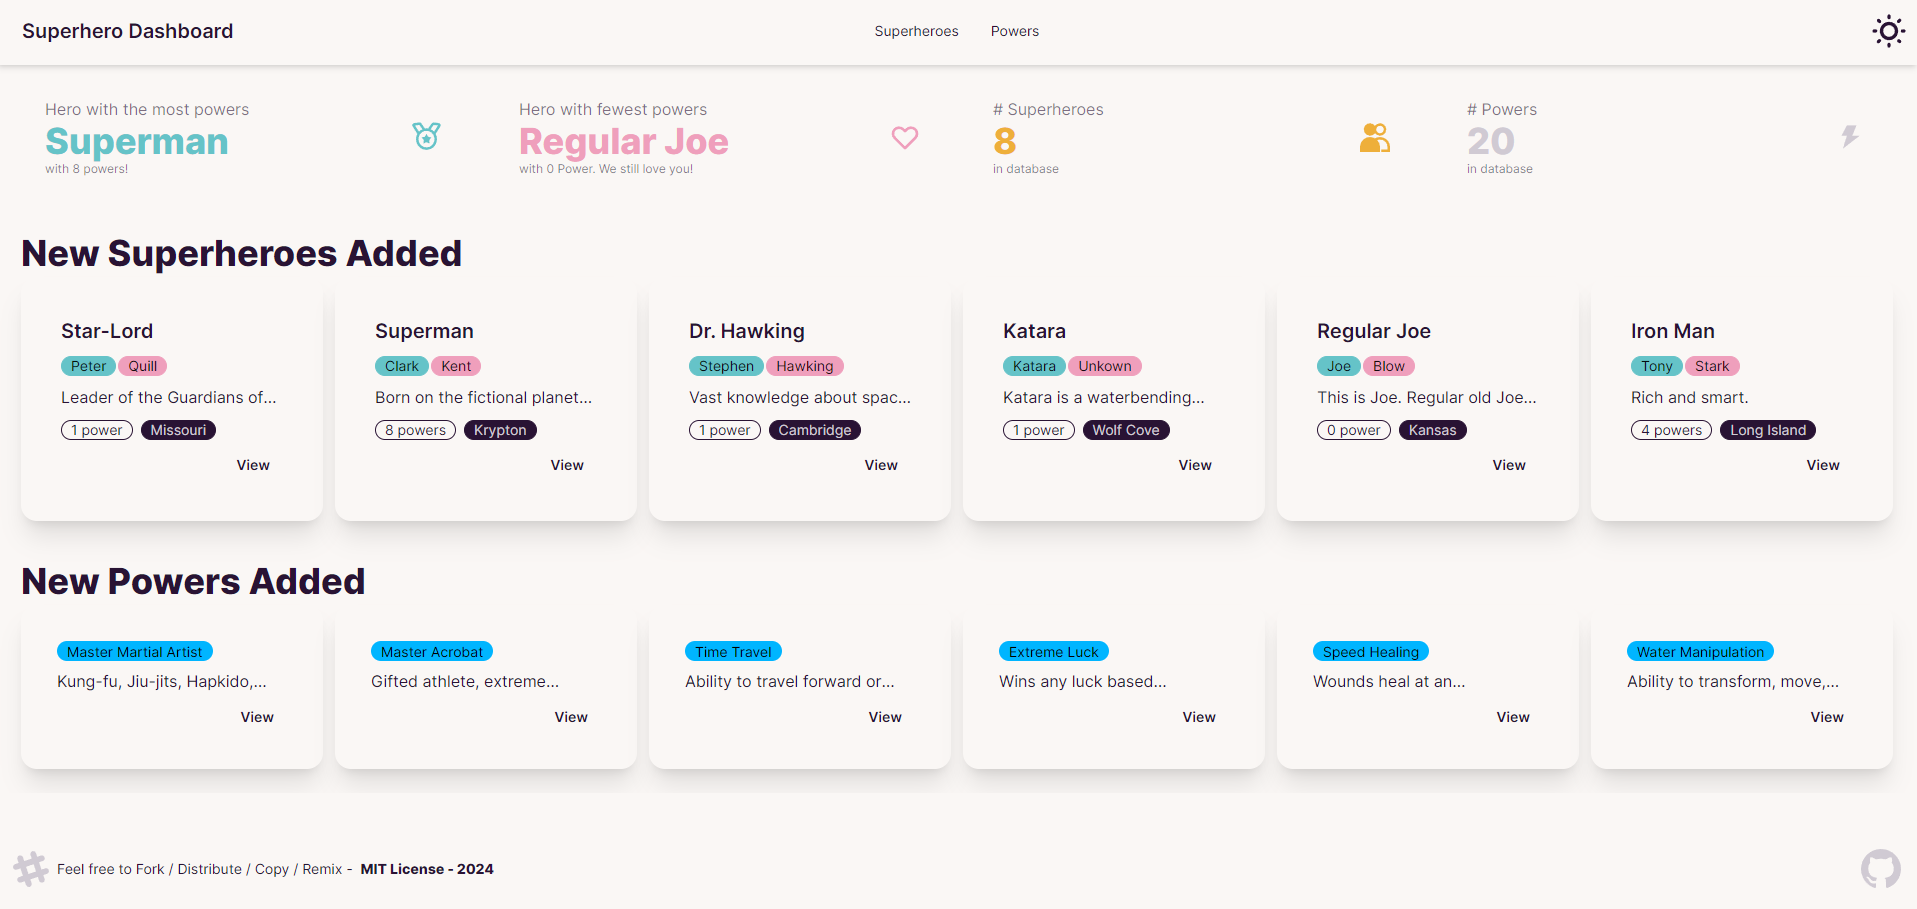 Superhero Dashboard
Superheroes Powers
Hero with the most powers
Superman
with 8 powers!
Hero with fewest powers
Regular Joe
with 0 Power. We still love you!
# Superheroes
8
in database
# Powers
20
in database
New Superheroes Added
Star-Lord
Peter Quill
Leader of the Guardians of...
1 power Missouri
View
Superman
Clark Kent
Born on the fictional planet...
8 powers Krypton
View
Dr. Hawking
Stephen Hawking
Vast knowledge about spac...
1 power Cambridge
View
Katara
Katara Unkown
Katara is a waterbending...
1 power Wolf Cove
View
Regular Joe
Joe Blow
This is Joe. Regular old Joe...
0 power Kansas
View
Iron Man
Tony Stark
Rich and smart.
4 powers Long Island
View
New Powers Added
Master Martial Artist
Kung-fu, Jiu-jits, Hapkido,...
View
Master Acrobat
Gifted athlete, extreme...
View
Time Travel
Ability to travel forward or...
View
Extreme Luck
Wins any luck based...
View
Speed Healing
Wounds heal at an...
View
Water Manipulation
Ability to transform, move,...
View
Feel free to Fork / Distribute / Copy / Remix - MIT License - 2024